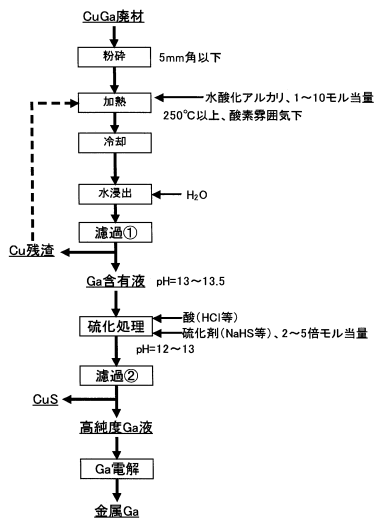 CuGa廃材
粉砕
5mm角以下
加熱
水酸化アルカリ、1～10モル当量
250℃以上、酸素雰囲気下
冷却
水浸出
H₂O
濾過①
Cu残渣
Ga含有液
pH=13～13.5
硫化処理
酸(HCl等)
硫化剤(NaHS等)、2～5倍モル当量
pH=12～13
濾過②
CuS
高純度Ga液
Ga電解
金属Ga